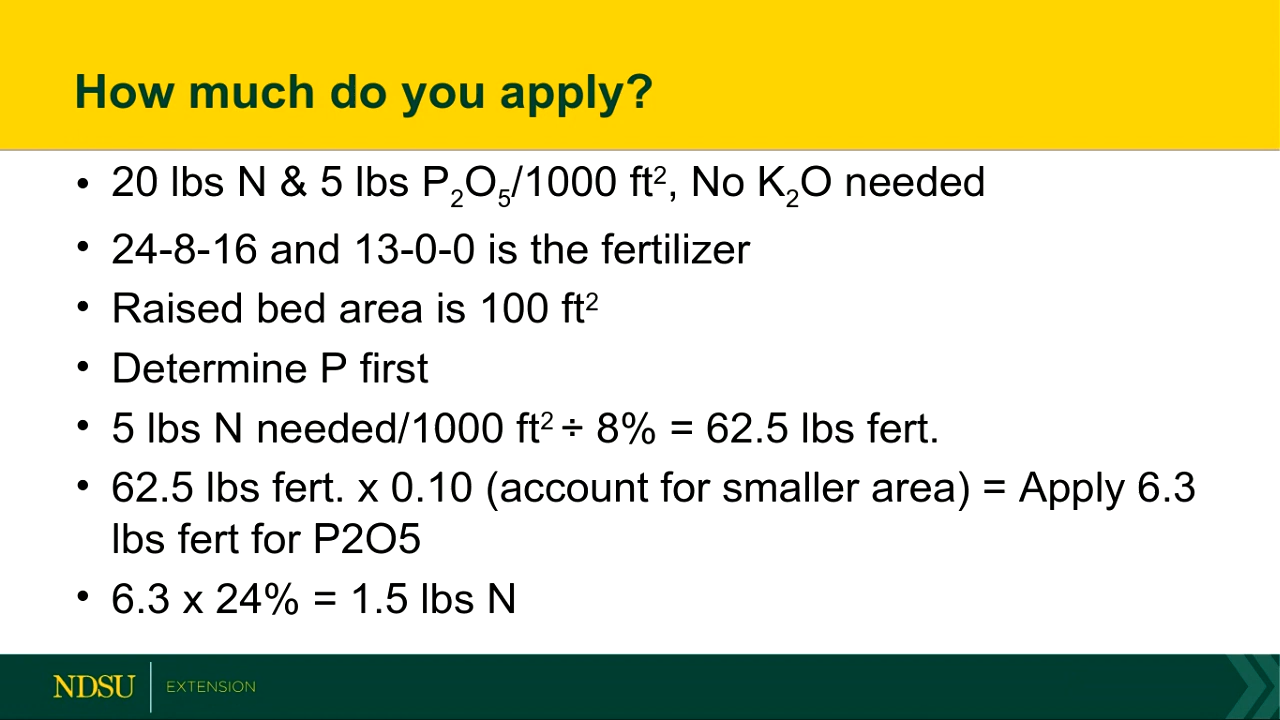 How much do you apply?
• 20 lbs N & 5 lbs P₂O₅/1000 ft², No K₂O needed
• 24-8-16 and 13-0-0 is the fertilizer
• Raised bed area is 100 ft²
• Determine P first
• 5 lbs N needed/1000 ft² ÷ 8% = 62.5 lbs fert.
• 62.5 lbs fert. x 0.10 (account for smaller area) = Apply 6.3
lbs fert for P2O5
• 6.3 x 24% = 1.5 lbs N
NDSU EXTENSION